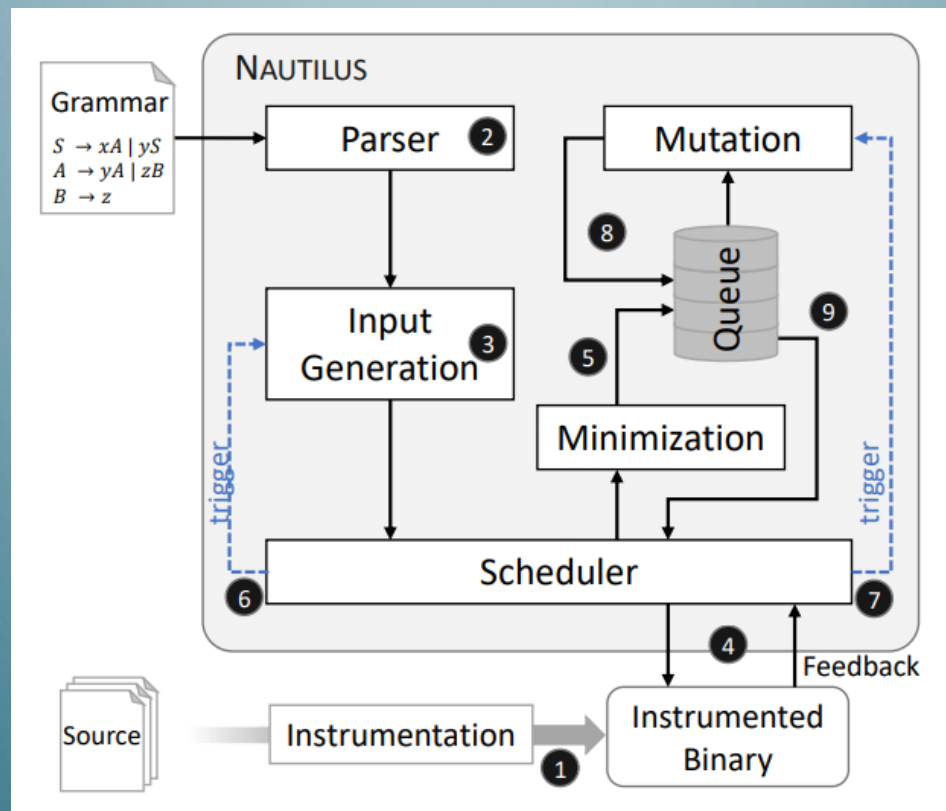 NAUTILUS
Grammar
S → xA | yS
A → yA | zB
B → z
Parser
2
Mutation
8
Queue
9
Input
Generation
3
5
Minimization
trigger
trigger
Scheduler
6
7
4
Feedback
Source
Instrumentation
1
Instrumented
Binary